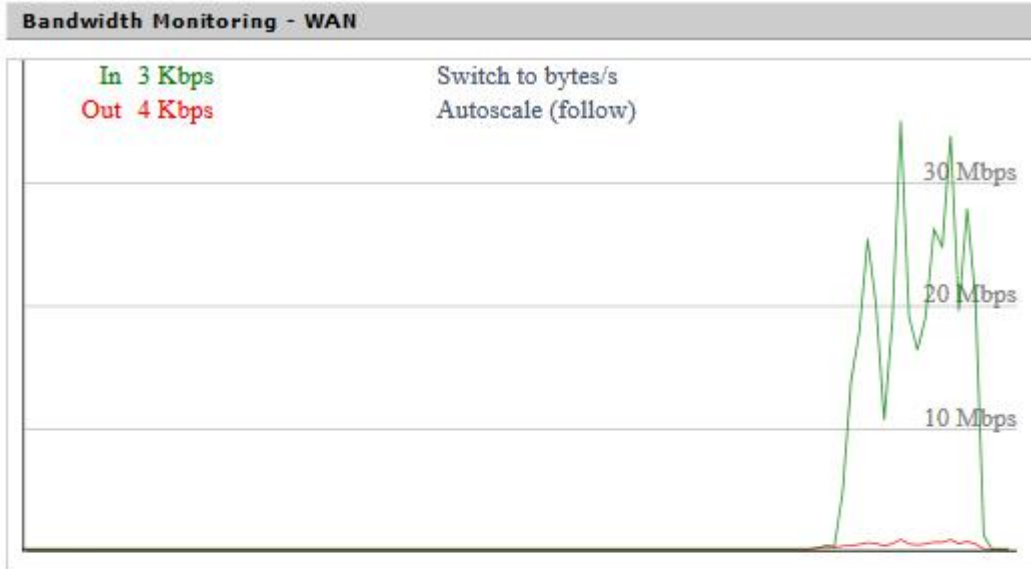 Bandwidth Monitoring - WAN
In 3 Kbps Switch to bytes/s
Out 4 Kbps Autoscale (follow)
30 Mbps
20 Mbps
10 Mbps